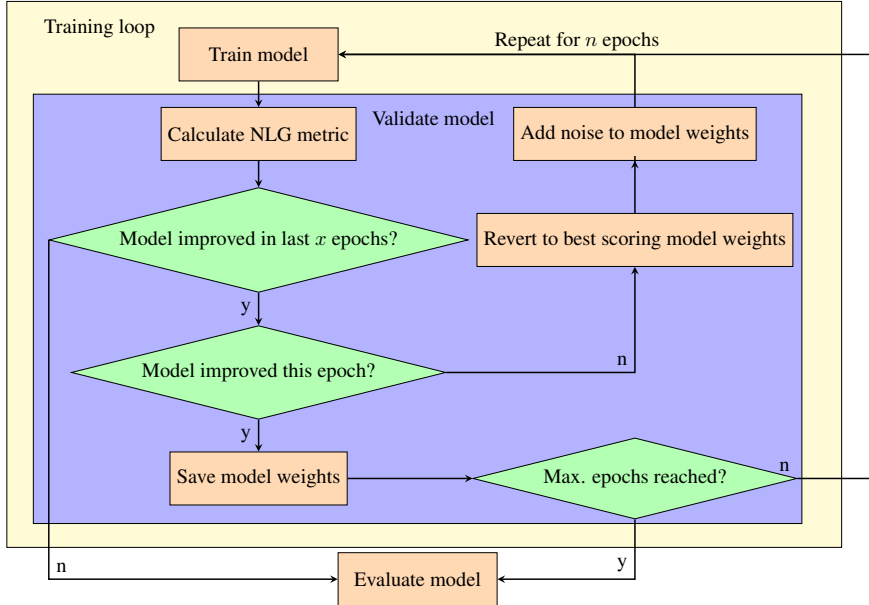 Training loop
Train model
Repeat for n epochs
Validate model
Calculate NLG metric
Add noise to model weights
Model improved in last x epochs?
Revert to best scoring model weights
y
Model improved this epoch?
n
y
Save model weights
Max. epochs reached?
n
n
y
Evaluate model